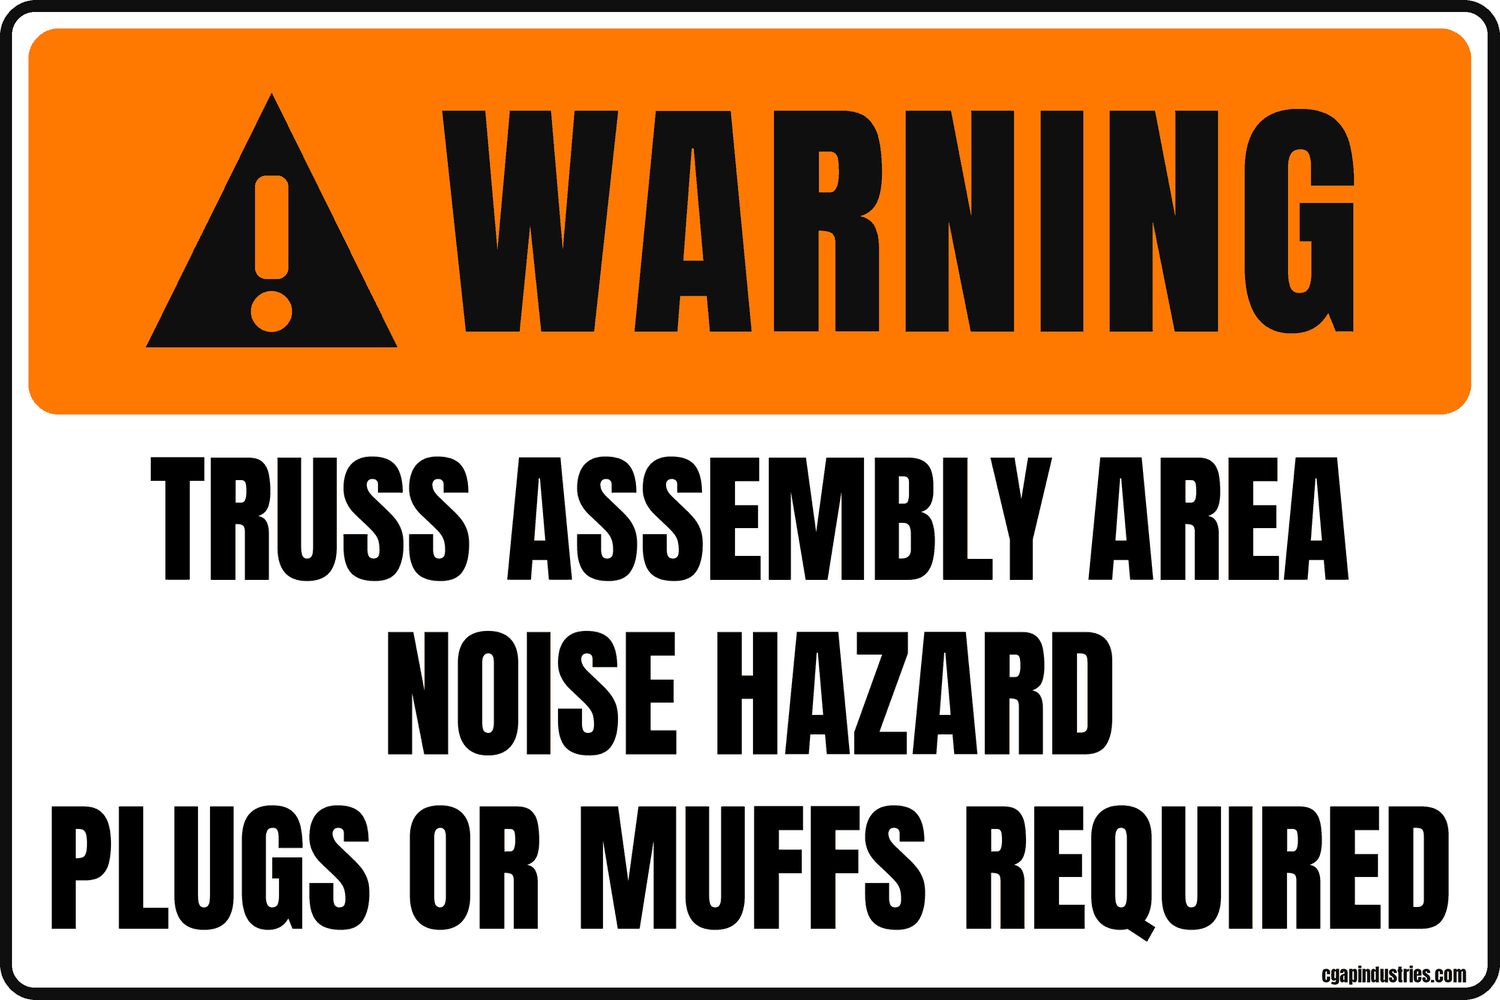 WARNING
TRUSS ASSEMBLY AREA
NOISE HAZARD
PLUGS OR MUFFS REQUIRED
cgapindustries.com